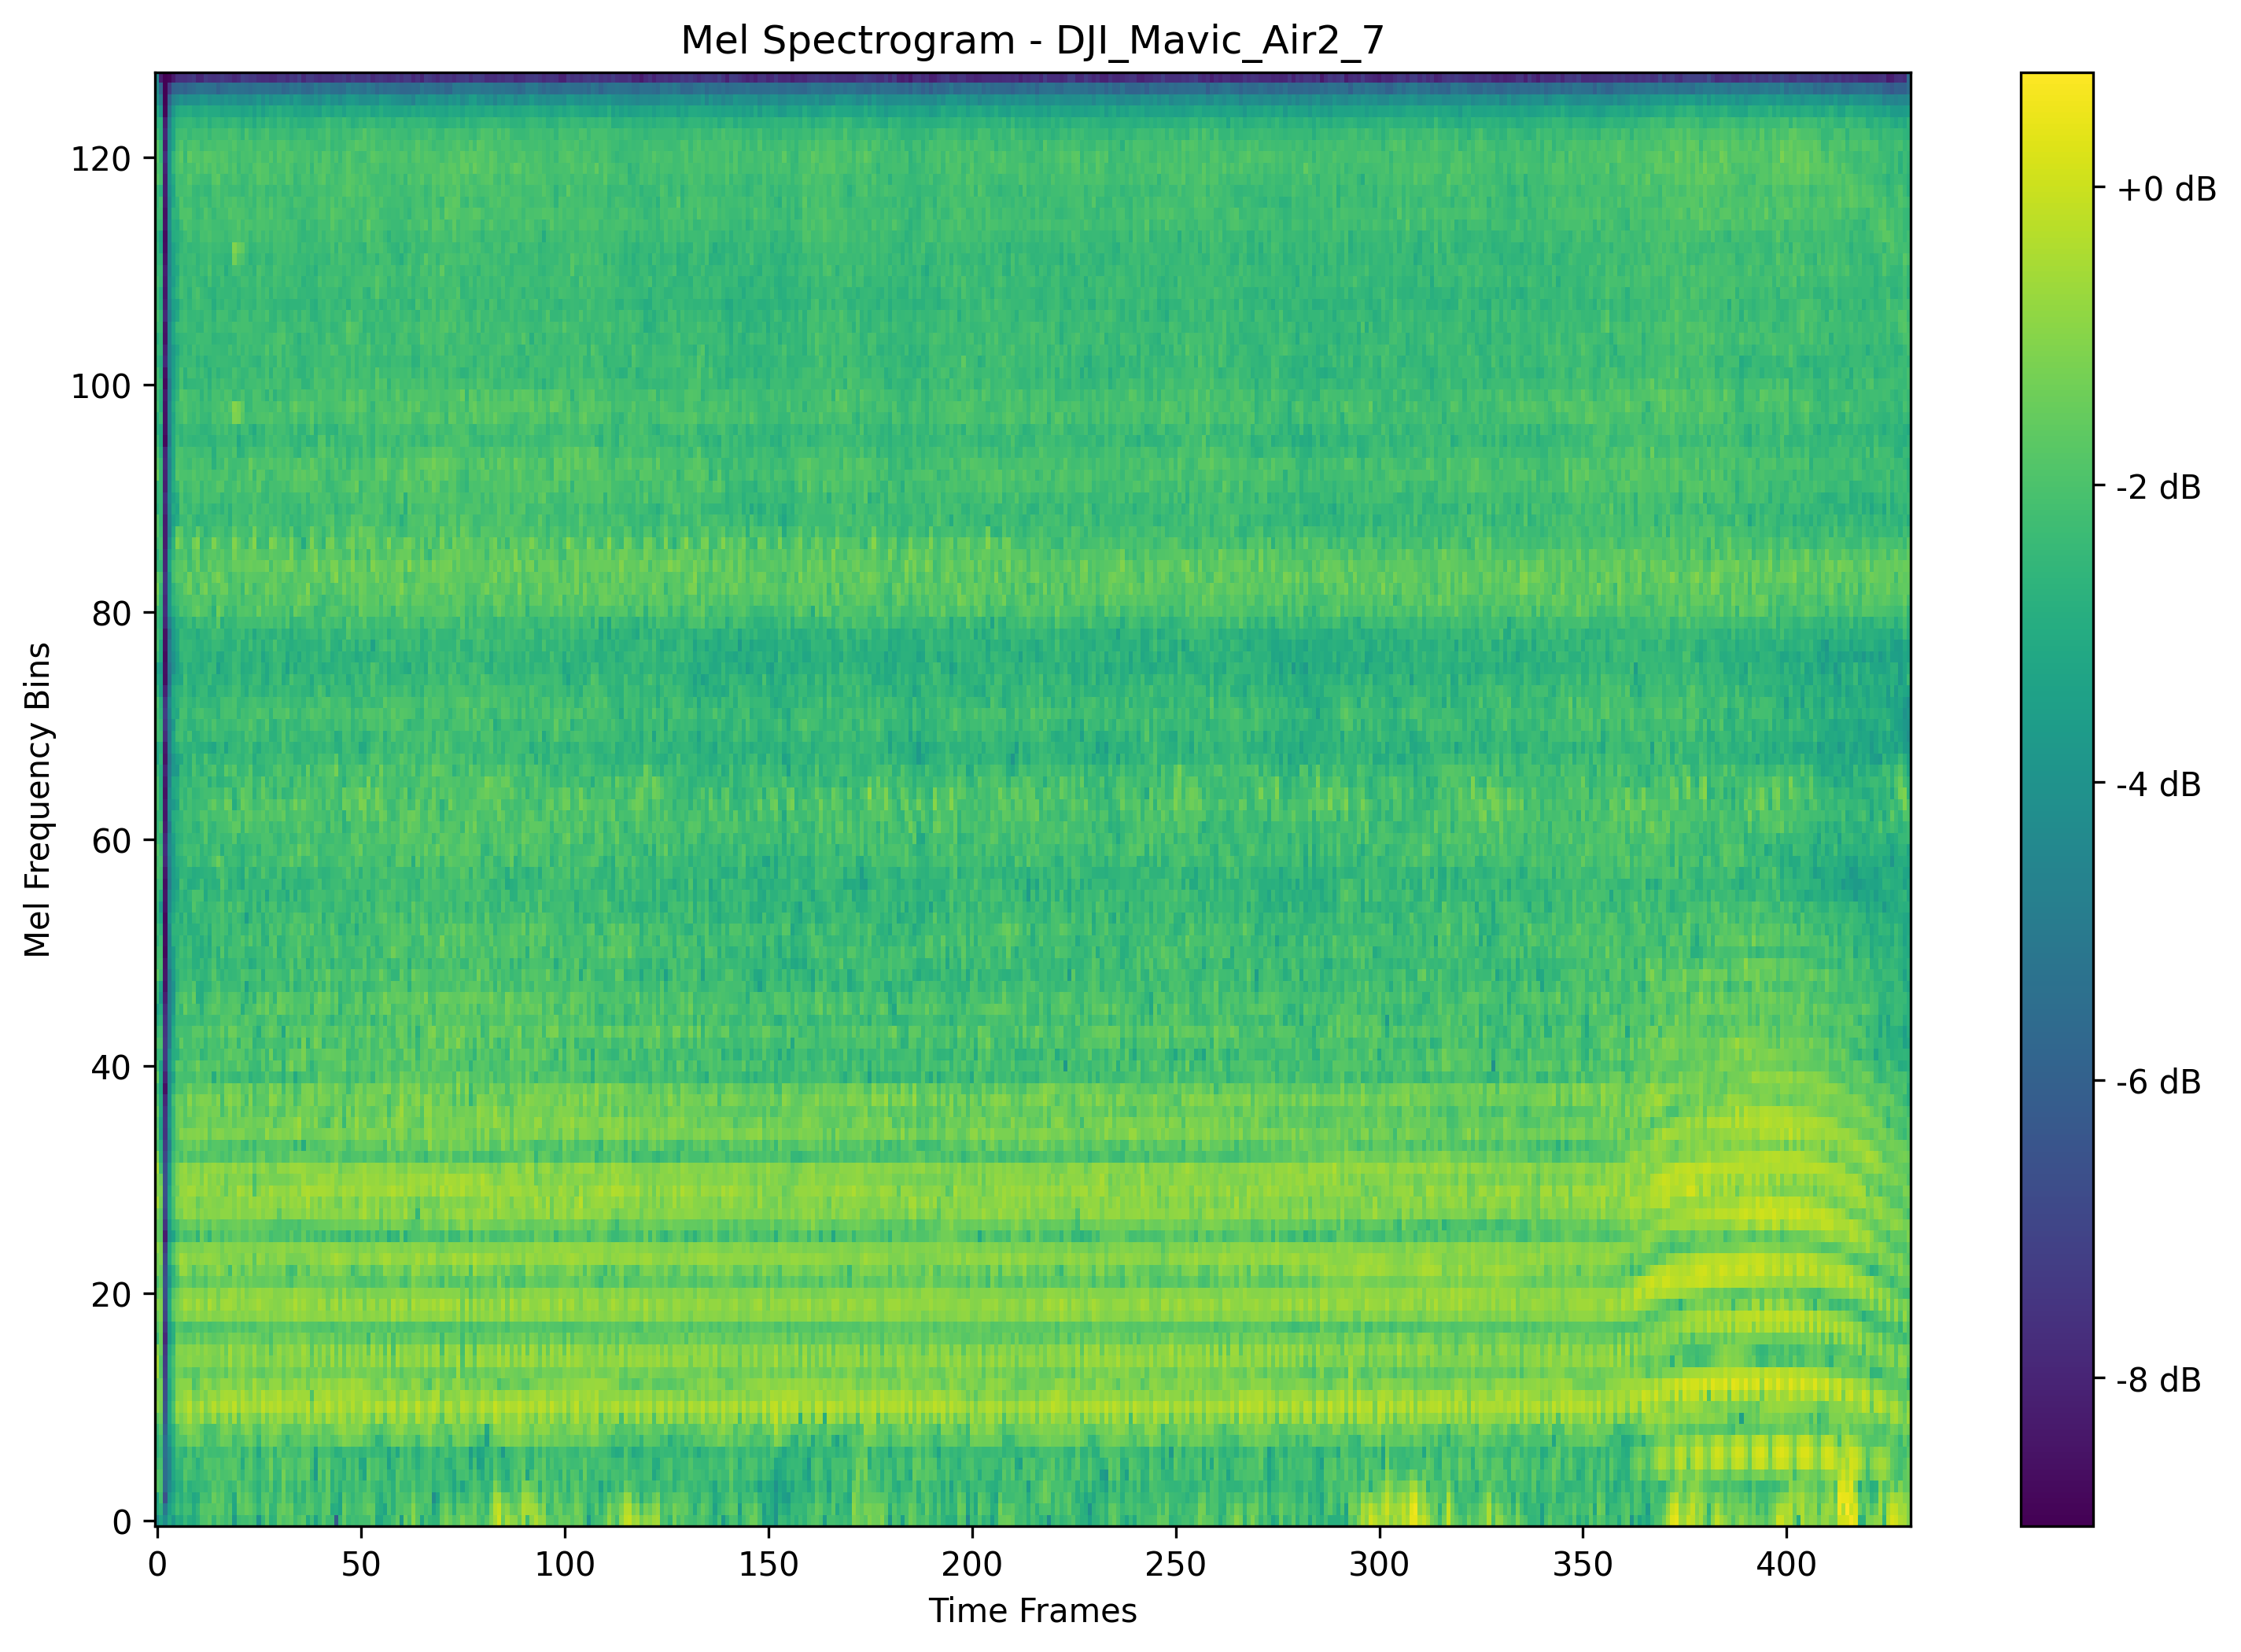 Mel Spectrogram - DJI_Mavic_Air2_7
Mel Frequency Bins
120
100
80
60
40
20
0
0 50 100 150 200 250 300 350 400
Time Frames
+0 dB
-2 dB
-4 dB
-6 dB
-8 dB